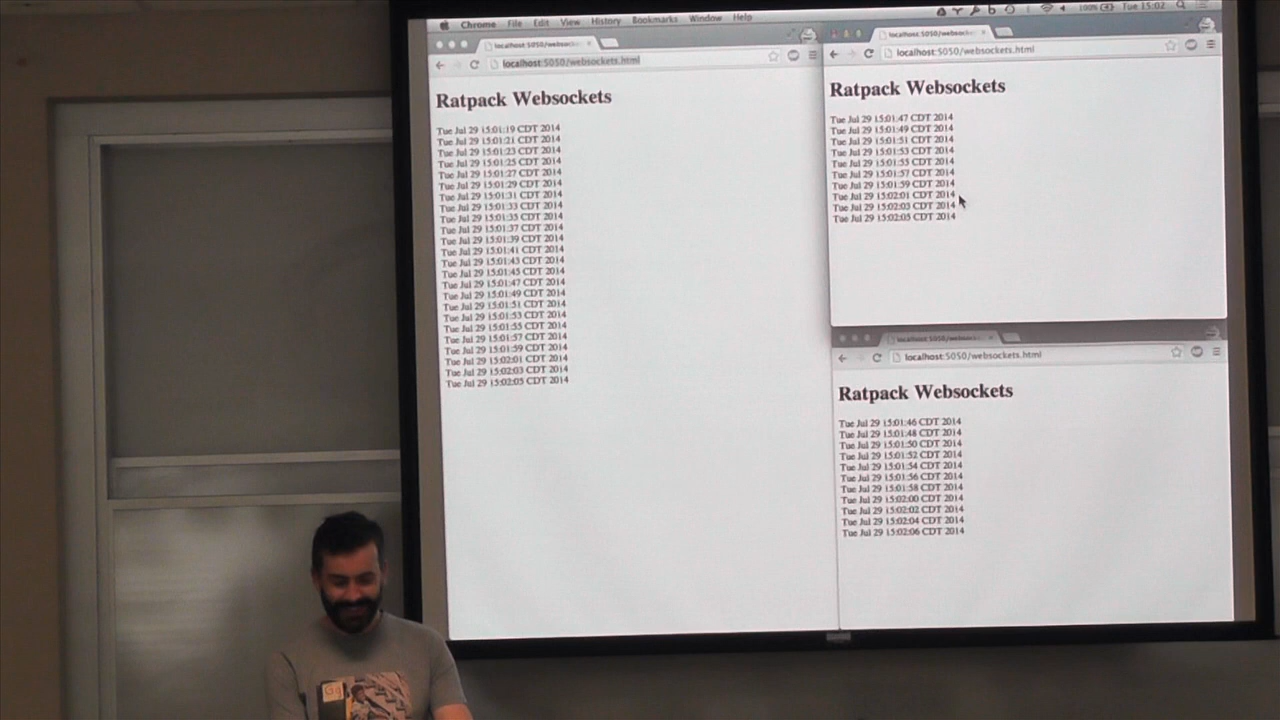 Chrome File Edit View History Bookmarks Window Help
100% Tue 15:02
localhost:5050/websocke
localhost:5050/websockets.html
Ratpack Websockets
Tue Jul 29 15:01:19 CDT 2014
Tue Jul 29 15:01:21 CDT 2014
Tue Jul 29 15:01:23 CDT 2014
Tue Jul 29 15:01:25 CDT 2014
Tue Jul 29 15:01:27 CDT 2014
Tue Jul 29 15:01:29 CDT 2014
Tue Jul 29 15:01:31 CDT 2014
Tue Jul 29 15:01:33 CDT 2014
Tue Jul 29 15:01:35 CDT 2014
Tue Jul 29 15:01:37 CDT 2014
Tue Jul 29 15:01:39 CDT 2014
Tue Jul 29 15:01:41 CDT 2014
Tue Jul 29 15:01:43 CDT 2014
Tue Jul 29 15:01:45 CDT 2014
Tue Jul 29 15:01:47 CDT 2014
Tue Jul 29 15:01:49 CDT 2014
Tue Jul 29 15:01:51 CDT 2014
Tue Jul 29 15:01:53 CDT 2014
Tue Jul 29 15:01:55 CDT 2014
Tue Jul 29 15:01:57 CDT 2014
Tue Jul 29 15:01:59 CDT 2014
Tue Jul 29 15:02:01 CDT 2014
Tue Jul 29 15:02:03 CDT 2014
Tue Jul 29 15:02:05 CDT 2014
localhost:5050/websocke
localhost:5050/websockets.html
Ratpack Websockets
Tue Jul 29 15:01:47 CDT 2014
Tue Jul 29 15:01:49 CDT 2014
Tue Jul 29 15:01:51 CDT 2014
Tue Jul 29 15:01:53 CDT 2014
Tue Jul 29 15:01:55 CDT 2014
Tue Jul 29 15:01:57 CDT 2014
Tue Jul 29 15:01:59 CDT 2014
Tue Jul 29 15:02:01 CDT 2014
Tue Jul 29 15:02:03 CDT 2014
Tue Jul 29 15:02:05 CDT 2014
localhost:5050/websocke
localhost:5050/websockets.html
Ratpack Websockets
Tue Jul 29 15:01:46 CDT 2014
Tue Jul 29 15:01:48 CDT 2014
Tue Jul 29 15:01:50 CDT 2014
Tue Jul 29 15:01:52 CDT 2014
Tue Jul 29 15:01:54 CDT 2014
Tue Jul 29 15:01:56 CDT 2014
Tue Jul 29 15:01:58 CDT 2014
Tue Jul 29 15:02:00 CDT 2014
Tue Jul 29 15:02:02 CDT 2014
Tue Jul 29 15:02:04 CDT 2014
Tue Jul 29 15:02:06 CDT 2014